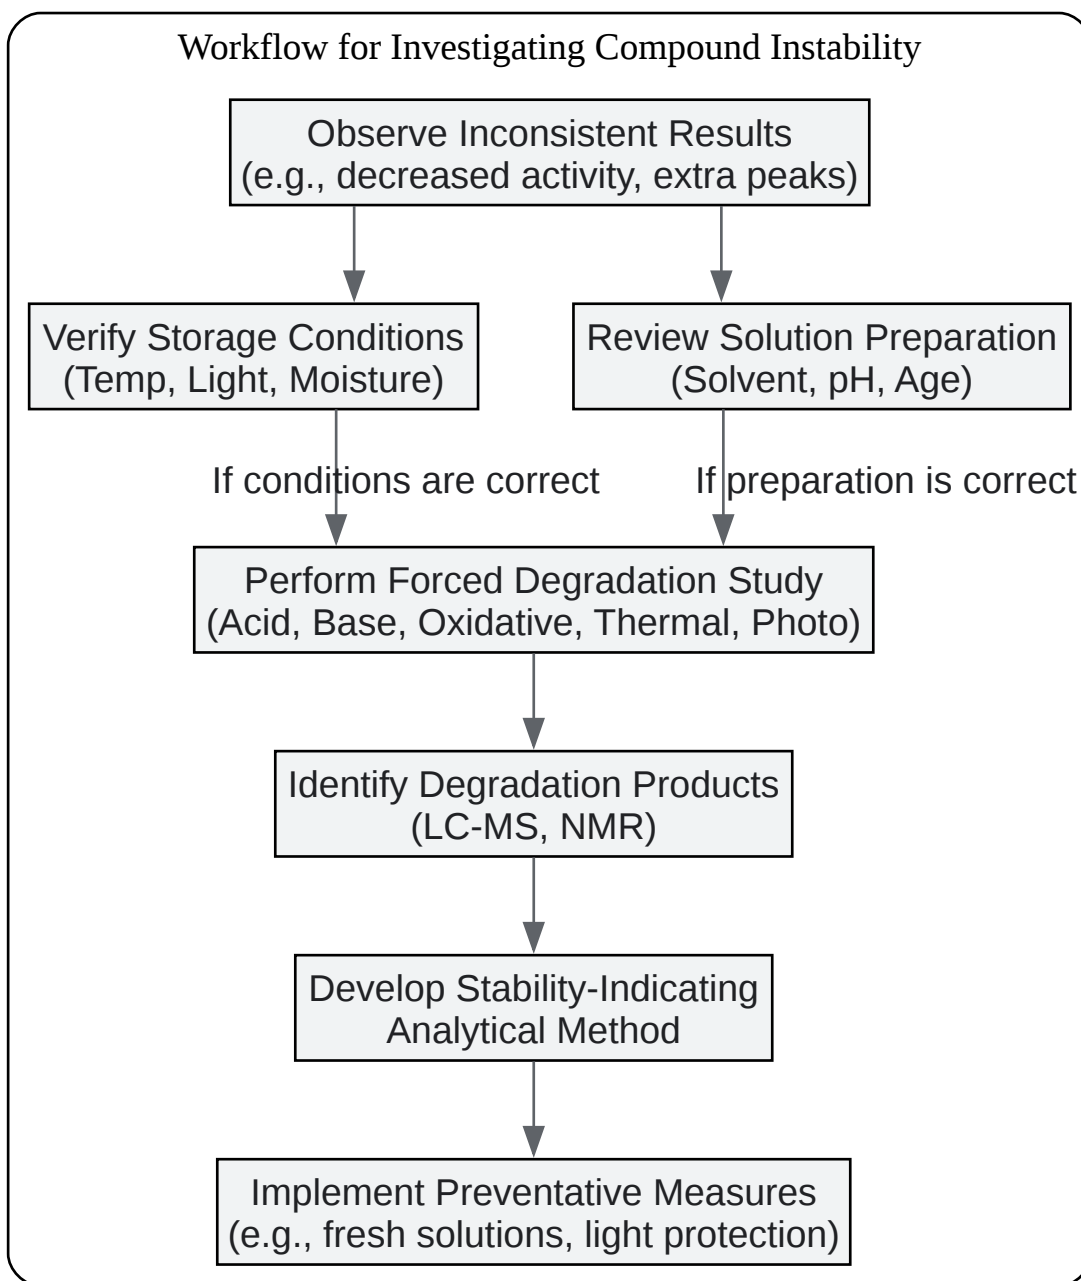 Workflow for Investigating Compound Instability
Observe Inconsistent Results
(e.g., decreased activity, extra peaks)
Verify Storage Conditions
(Temp, Light, Moisture)
Review Solution Preparation
(Solvent, pH, Age)
If conditions are correct
If preparation is correct
Perform Forced Degradation Study
(Acid, Base, Oxidative, Thermal, Photo)
Identify Degradation Products
(LC-MS, NMR)
Develop Stability-Indicating
Analytical Method
Implement Preventative Measures
(e.g., fresh solutions, light protection)